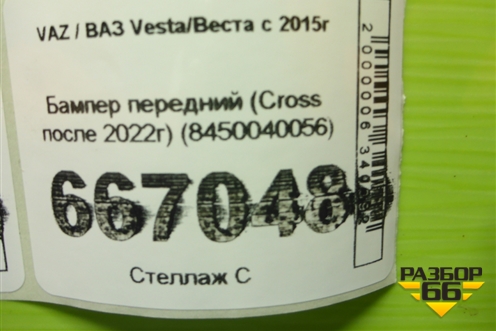 VAZ / ВАЗ Vesta/Веста с 2015г
Бампер передний (Cross
после 2022г) (8450040056)
667048
Стеллаж С
РАЗБОР
66